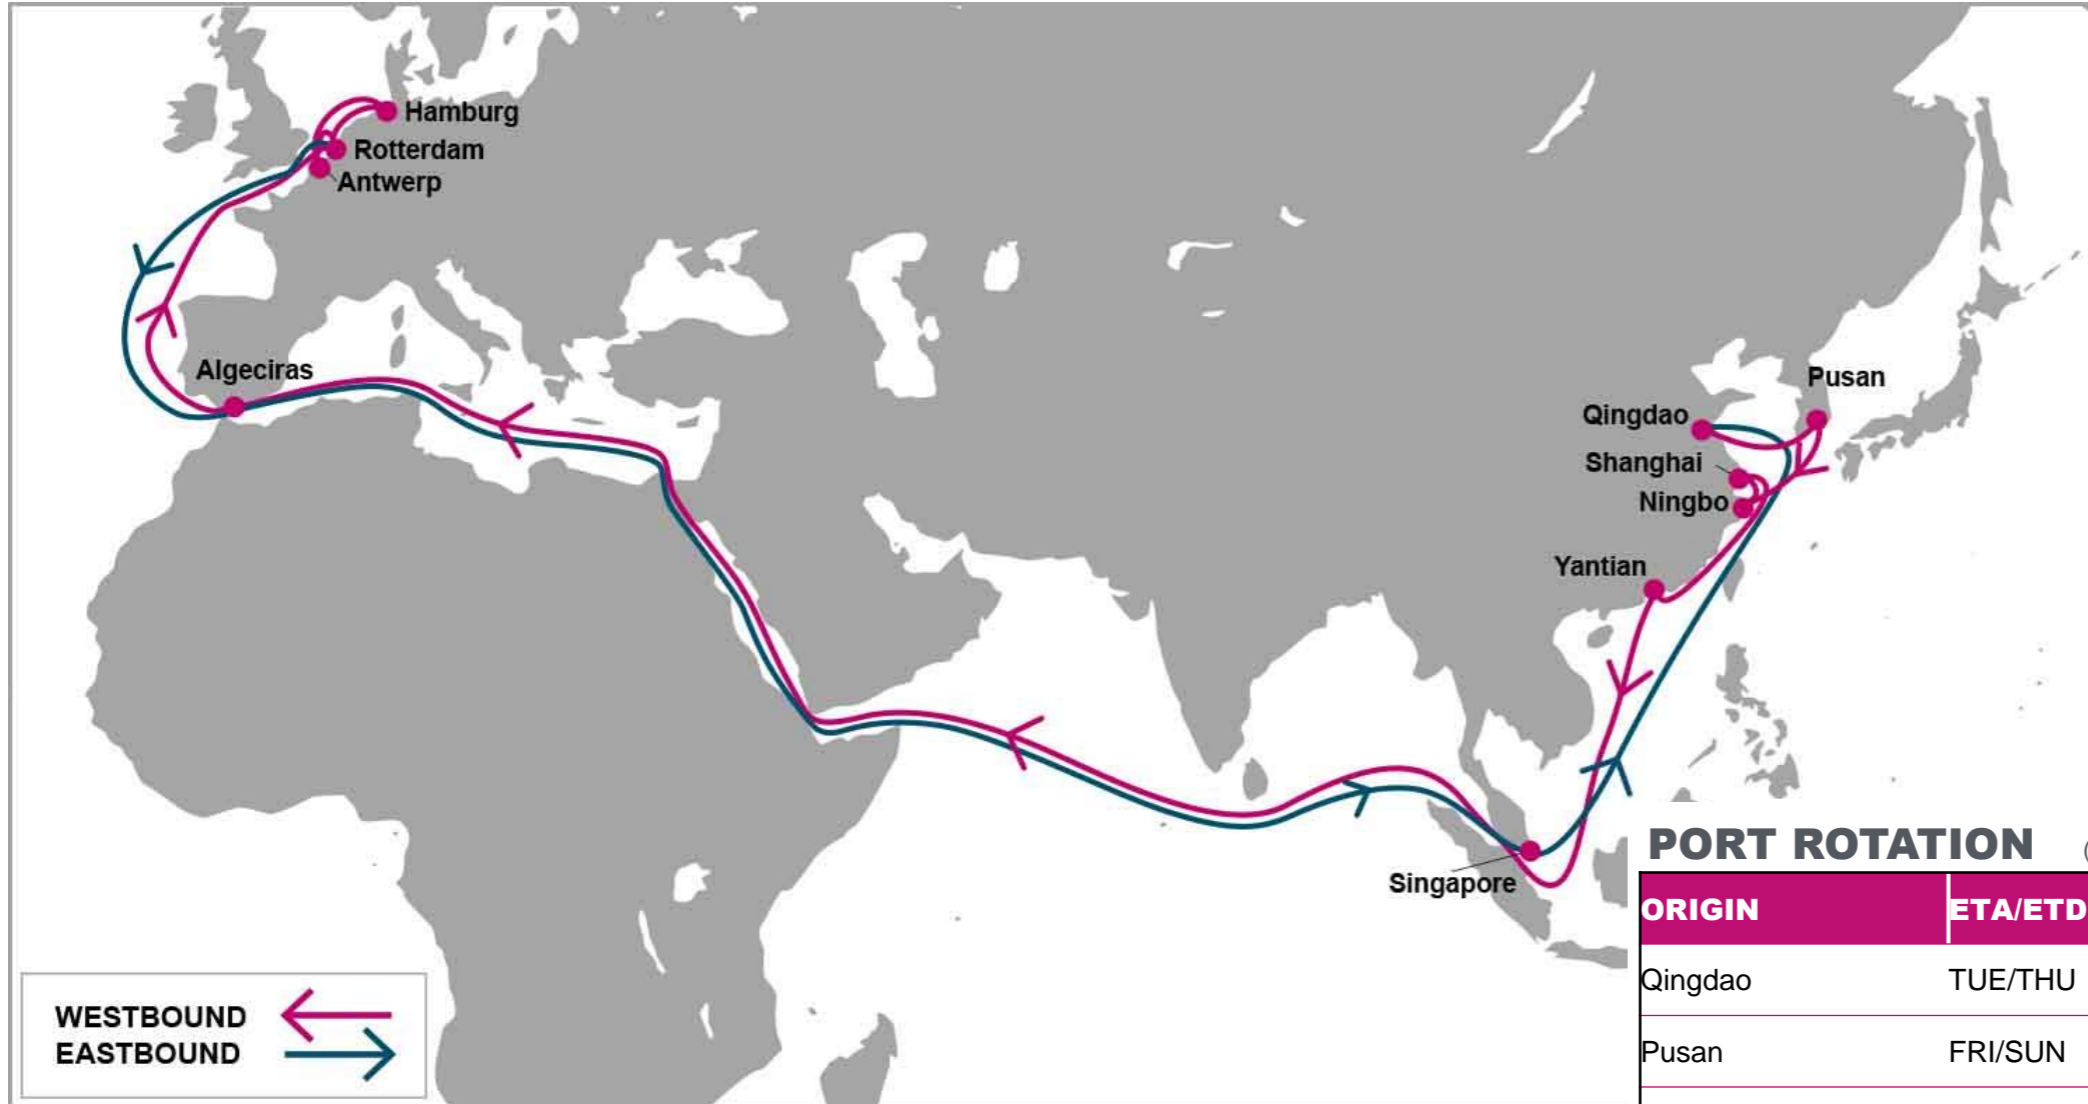 Hamburg
Rotterdam
Antwerp
Algeciras
Pusan
Qingdao
Shanghai
Ningbo
Yantian
Singapore
WESTBOUND
EASTBOUND
PORT ROTATION (
ORIGIN ETA/ETD
Qingdao TUE/THU
Pusan FRI/SUN